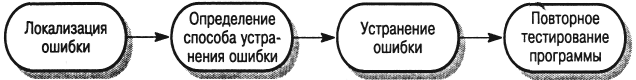 Локализация
ошибки
Определение
способа устра-
нения ошибки
Устранение
ошибки
Повторное
тестирование
программы